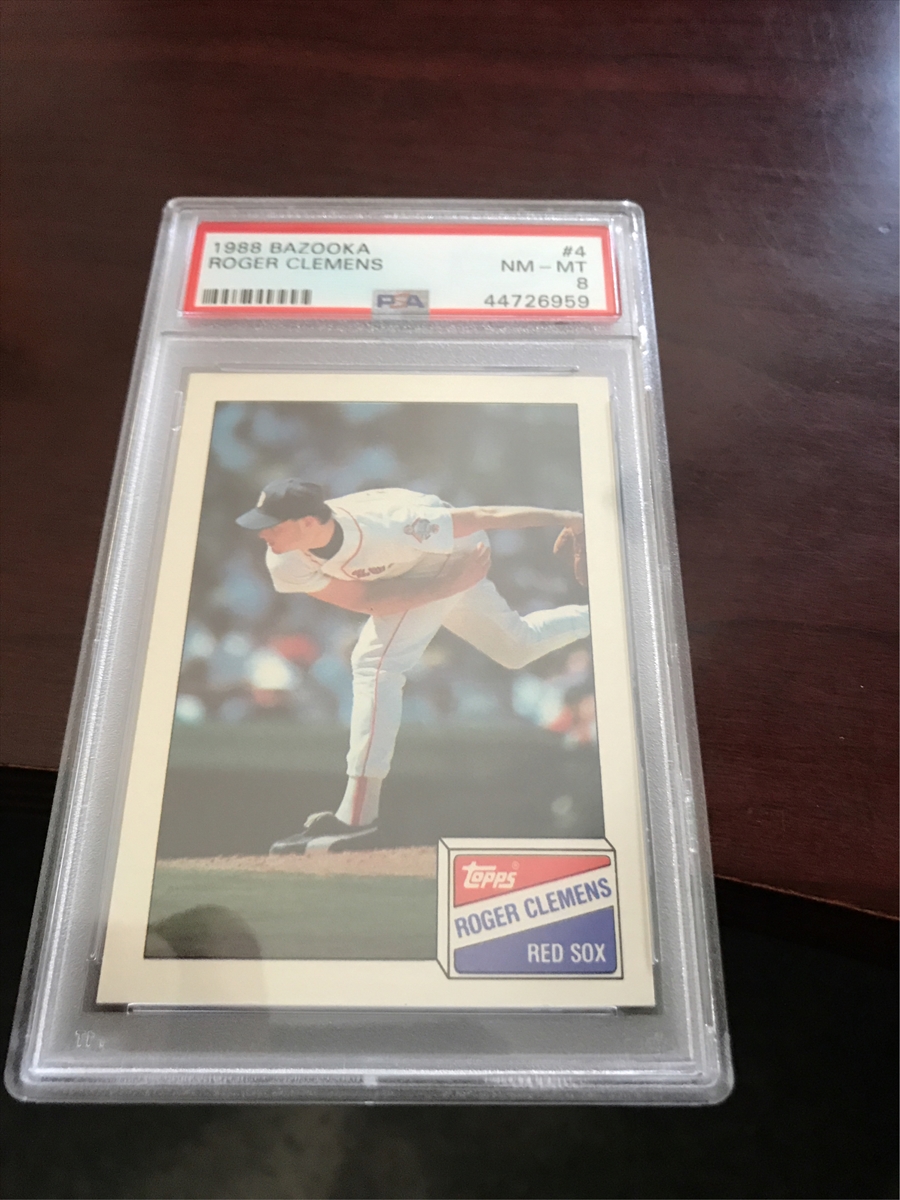 1988 BAZOOKA #4
ROGER CLEMENS NM - MT
8
PSA 44726959
Topps®
ROGER CLEMENS
RED SOX